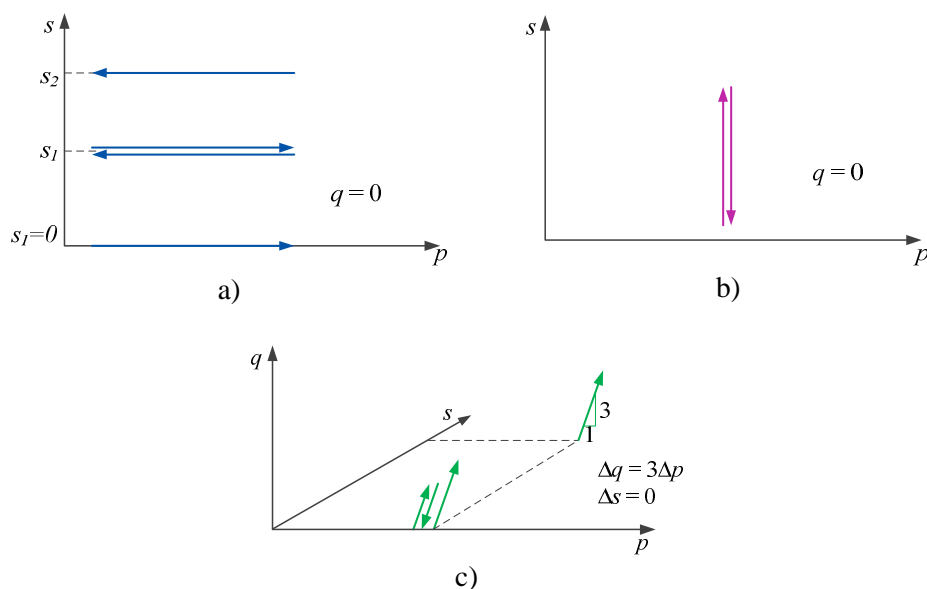 s
s2
s1
q = 0
s1=0
p
a)
s
q = 0
p
b)
q
s
3
1
Δq = 3Δp
Δs = 0
p
c)